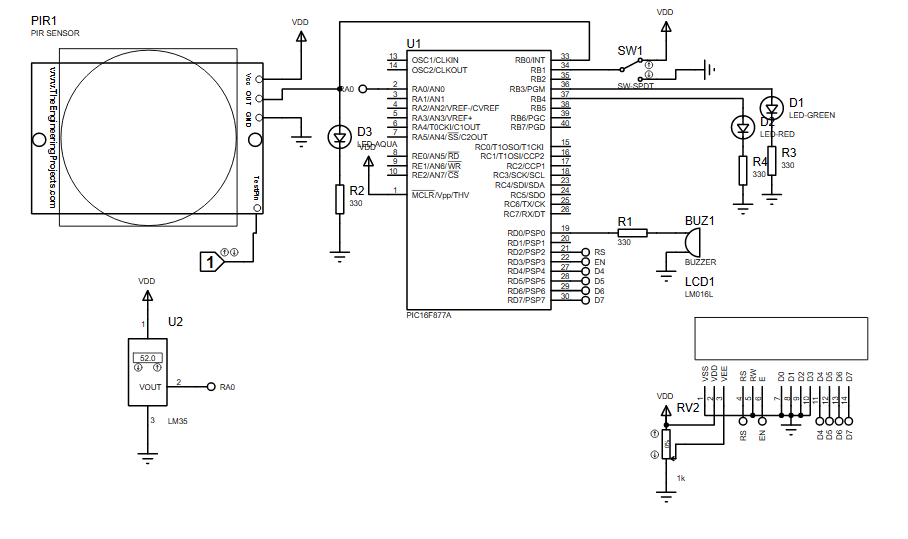 PIR1
PIR SENSOR
www.TheEngineeringProjects.com
Vcc
OUT
GND
TestPin
1
VDD
RA0
D3
LED-AQUA
VDD
R2
330
U1
13 OSC1/CLKIN
14 OSC2/CLKOUT
2 RA0/AN0
3 RA1/AN1
4 RA2/AN2/VREF-/CVREF
5 RA3/AN3/VREF+
6 RA4/T0CKI/C1OUT
7 RA5/AN4/SS/C2OUT
8 RE0/AN5/RD
9 RE1/AN6/WR
10 RE2/AN7/CS
1 MCLR/Vpp/THV
RB0/INT 33
RB1 34
RB2 35
RB3/PGM 36
RB4 37
RB5 38
RB6/PGC 39
RB7/PGD 40
RC0/T1OSO/T1CKI 15
RC1/T1OSI/CCP2 16
RC2/CCP1 17
RC3/SCK/SCL 18
RC4/SDI/SDA 23
RC5/SDO 24
RC6/TX/CK 25
RC7/RX/DT 26
RD0/PSP0 19
RD1/PSP1 20
RD2/PSP2 21 RS
RD3/PSP3 22 EN
RD4/PSP4 27 D4
RD5/PSP5 28 D5
RD6/PSP6 29 D6
RD7/PSP7 30 D7
PIC16F877A
VDD
SW1
SW-SPDT
D1
LED-GREEN
D2
LED-RED
R4
330
R3
330
R1
330
BUZ1
BUZZER
LCD1
LM016L
VSS VDD VEE RS RW E D0 D1 D2 D3 D4 D5 D6 D7
1 2 3 4 5 6 7 8 9 10 11 12 13 14
RS EN D4 D5 D6 D7
VDD
RV2
1k
VDD
U2
1
52.0
VOUT 2 RA0
3
LM35